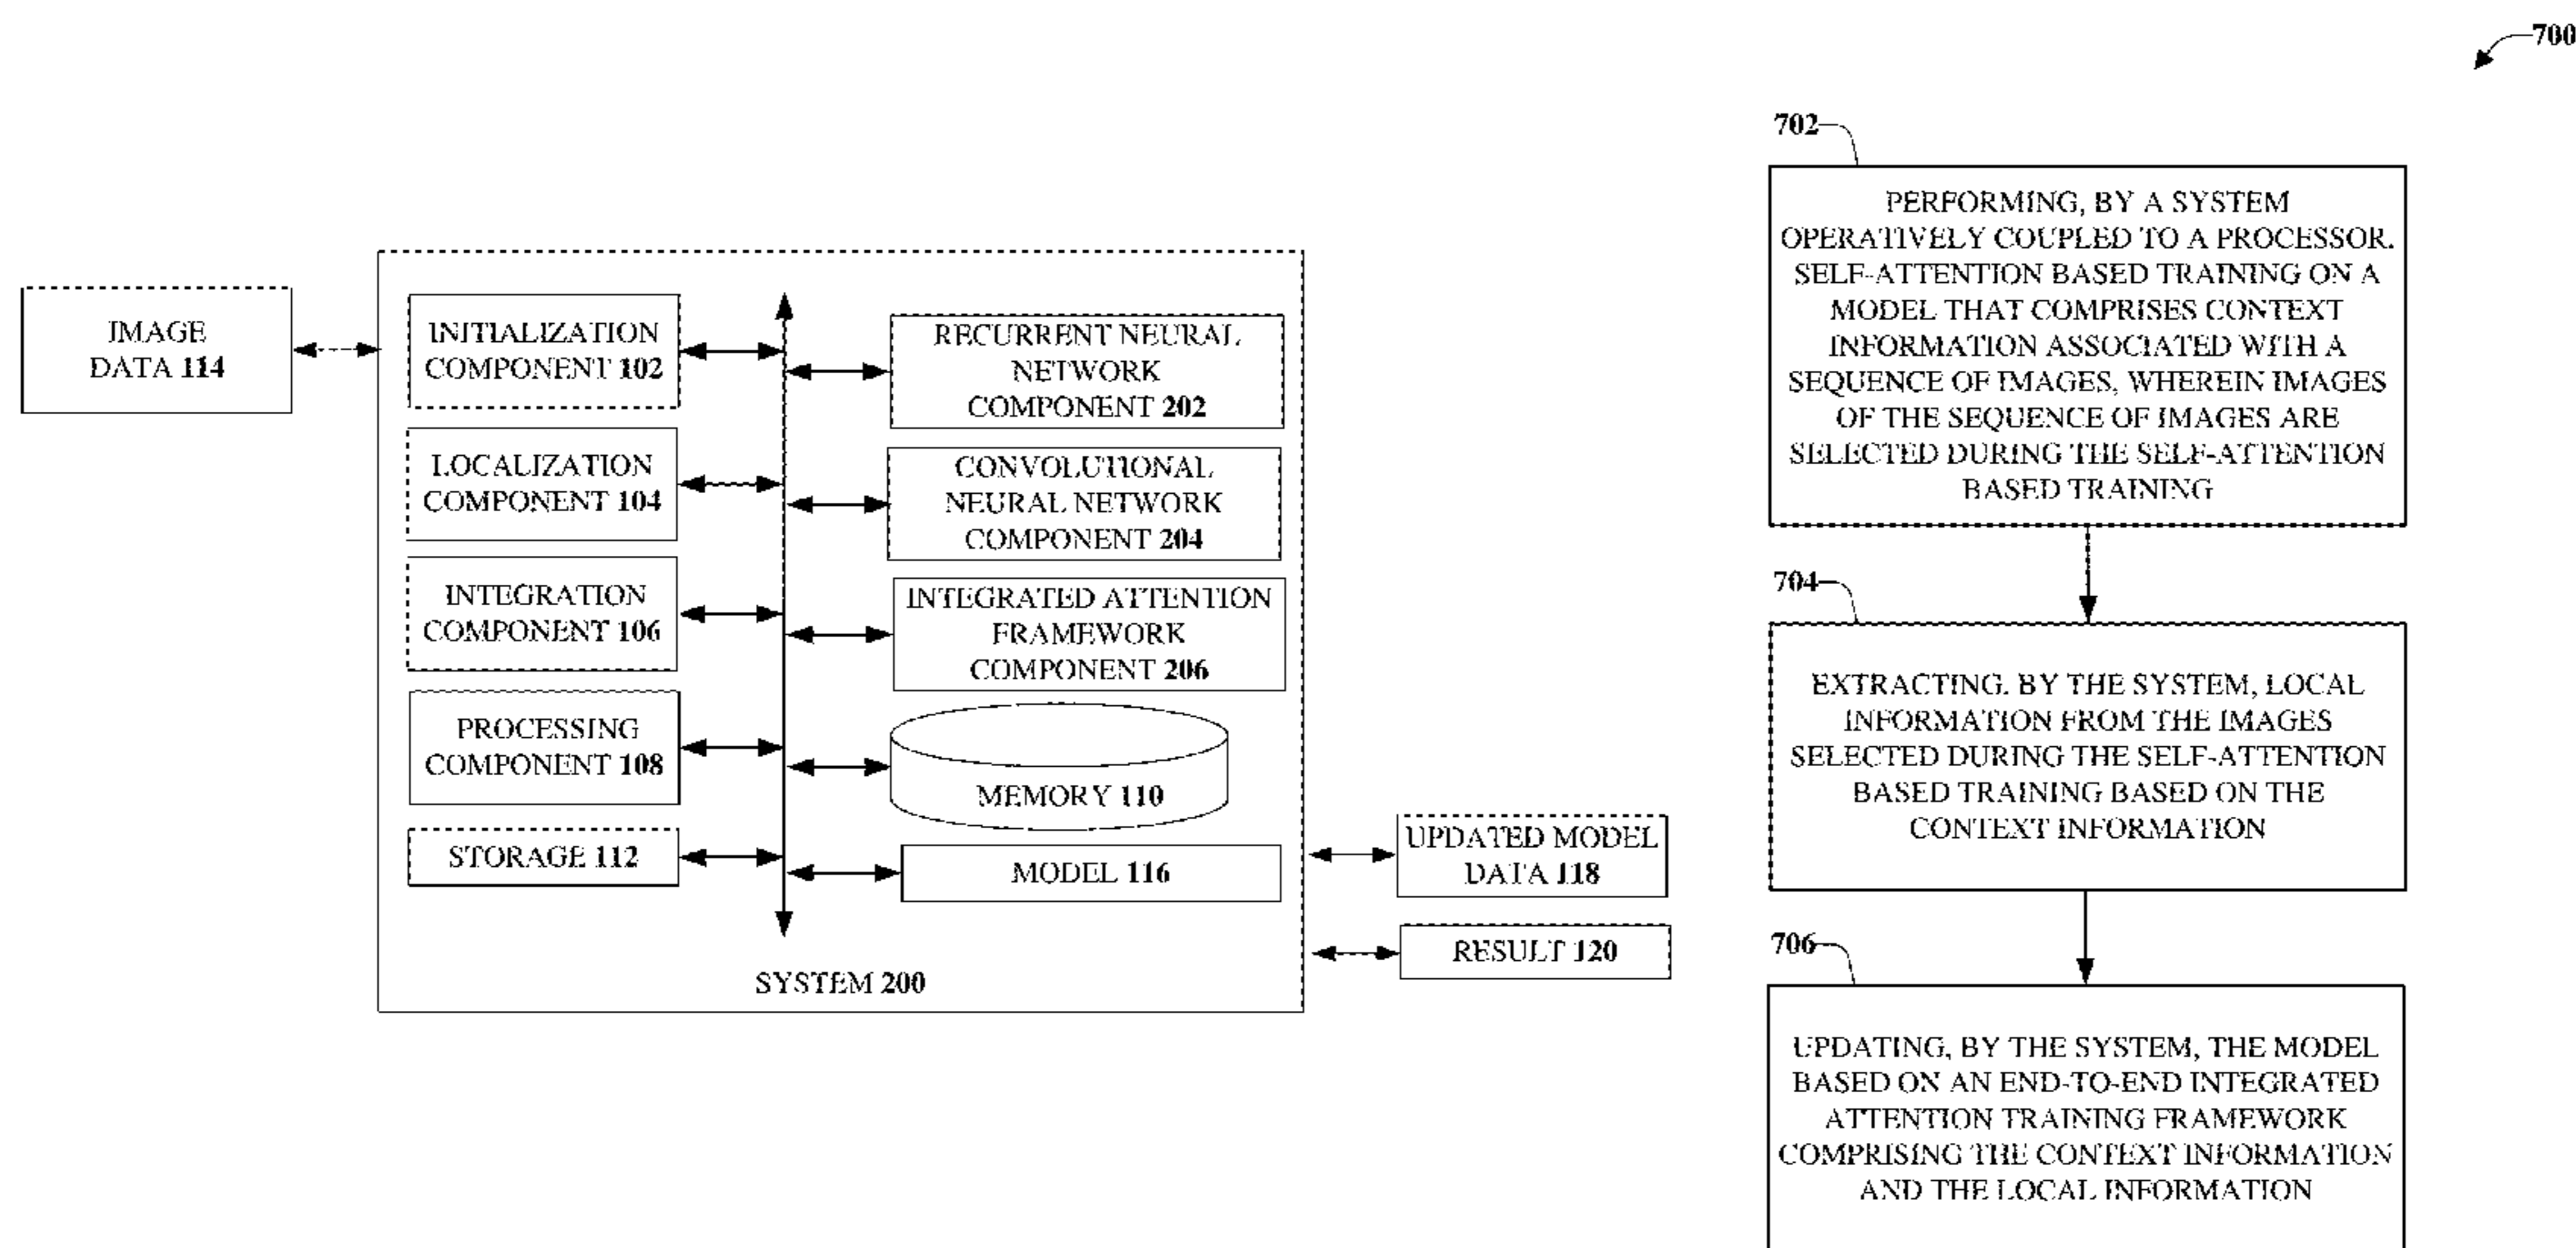 IMAGE
DATA 114
INITIALIZATION
COMPONENT 102
LOCALIZATION
COMPONENT 104
INTEGRATION
COMPONENT 106
PROCESSING
COMPONENT 108
STORAGE 112
RECURRENT NEURAL
NETWORK
COMPONENT 202
CONVOLUTIONAL
NEURAL NETWORK
COMPONENT 204
INTEGRATED ATTENTION
FRAMEWORK
COMPONENT 206
MEMORY 110
MODEL 116
SYSTEM 200
UPDATED MODEL
DATA 118
RESULT 120
700
702
PERFORMING, BY A SYSTEM
OPERATIVELY COUPLED TO A PROCESSOR.
SELF-ATTENTION BASED TRAINING ON A
MODEL THAT COMPRISES CONTEXT
INFORMATION ASSOCIATED WITH A
SEQUENCE OF IMAGES, WHEREIN IMAGES
OF THE SEQUENCE OF IMAGES ARE
SELECTED DURING THE SELF-ATTENTION
BASED TRAINING
704
EXTRACTING. BY THE SYSTEM, LOCAL
INFORMATION FROM THE IMAGES
SELECTED DURING THE SELF-ATTENTION
BASED TRAINING BASED ON THE
CONTEXT INFORMATION
706
UPDATING, BY THE SYSTEM, THE MODEL
BASED ON AN END-TO-END INTEGRATED
ATTENTION TRAINING FRAMEWORK
COMPRISING THE CONTEXT INFORMATION
AND THE LOCAL INFORMATION